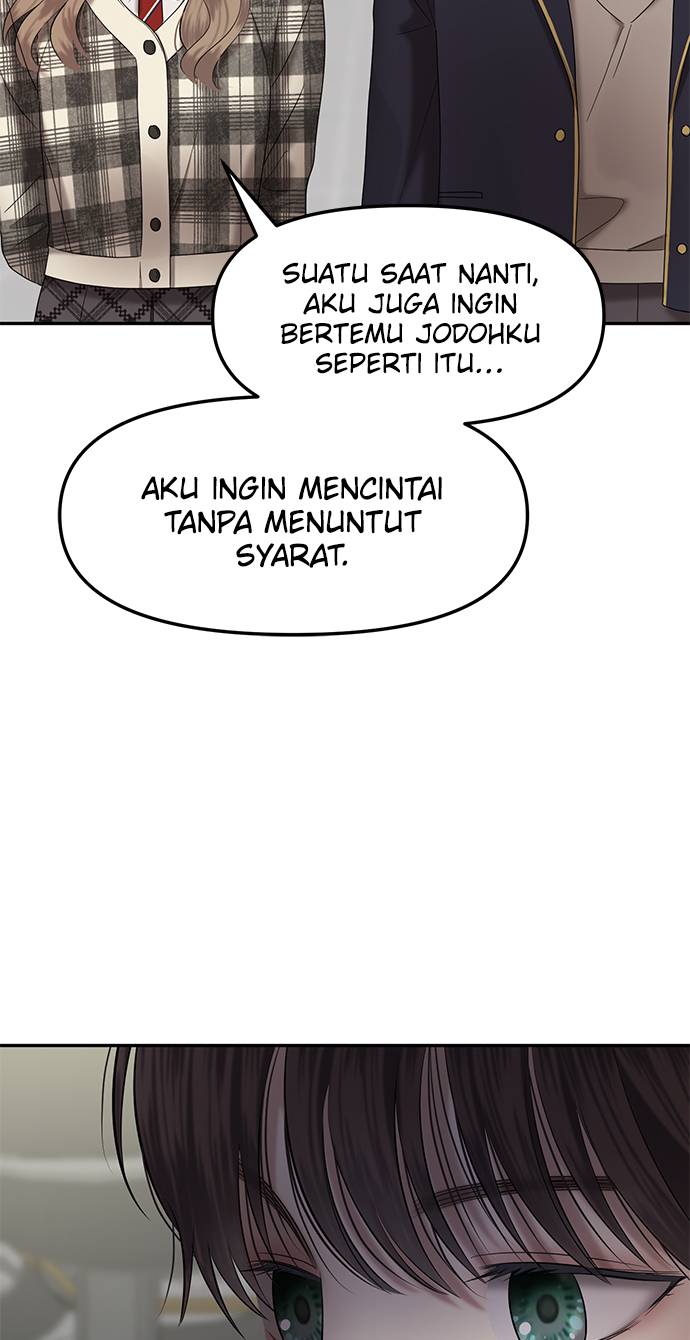 SUATU SAAT NANTI,
AKU JUGA INGIN
BERTEMU JODOHKU
SEPERTI ITU...
AKU INGIN MENCINTAI
TANPA MENUNTUT
SYARAT.